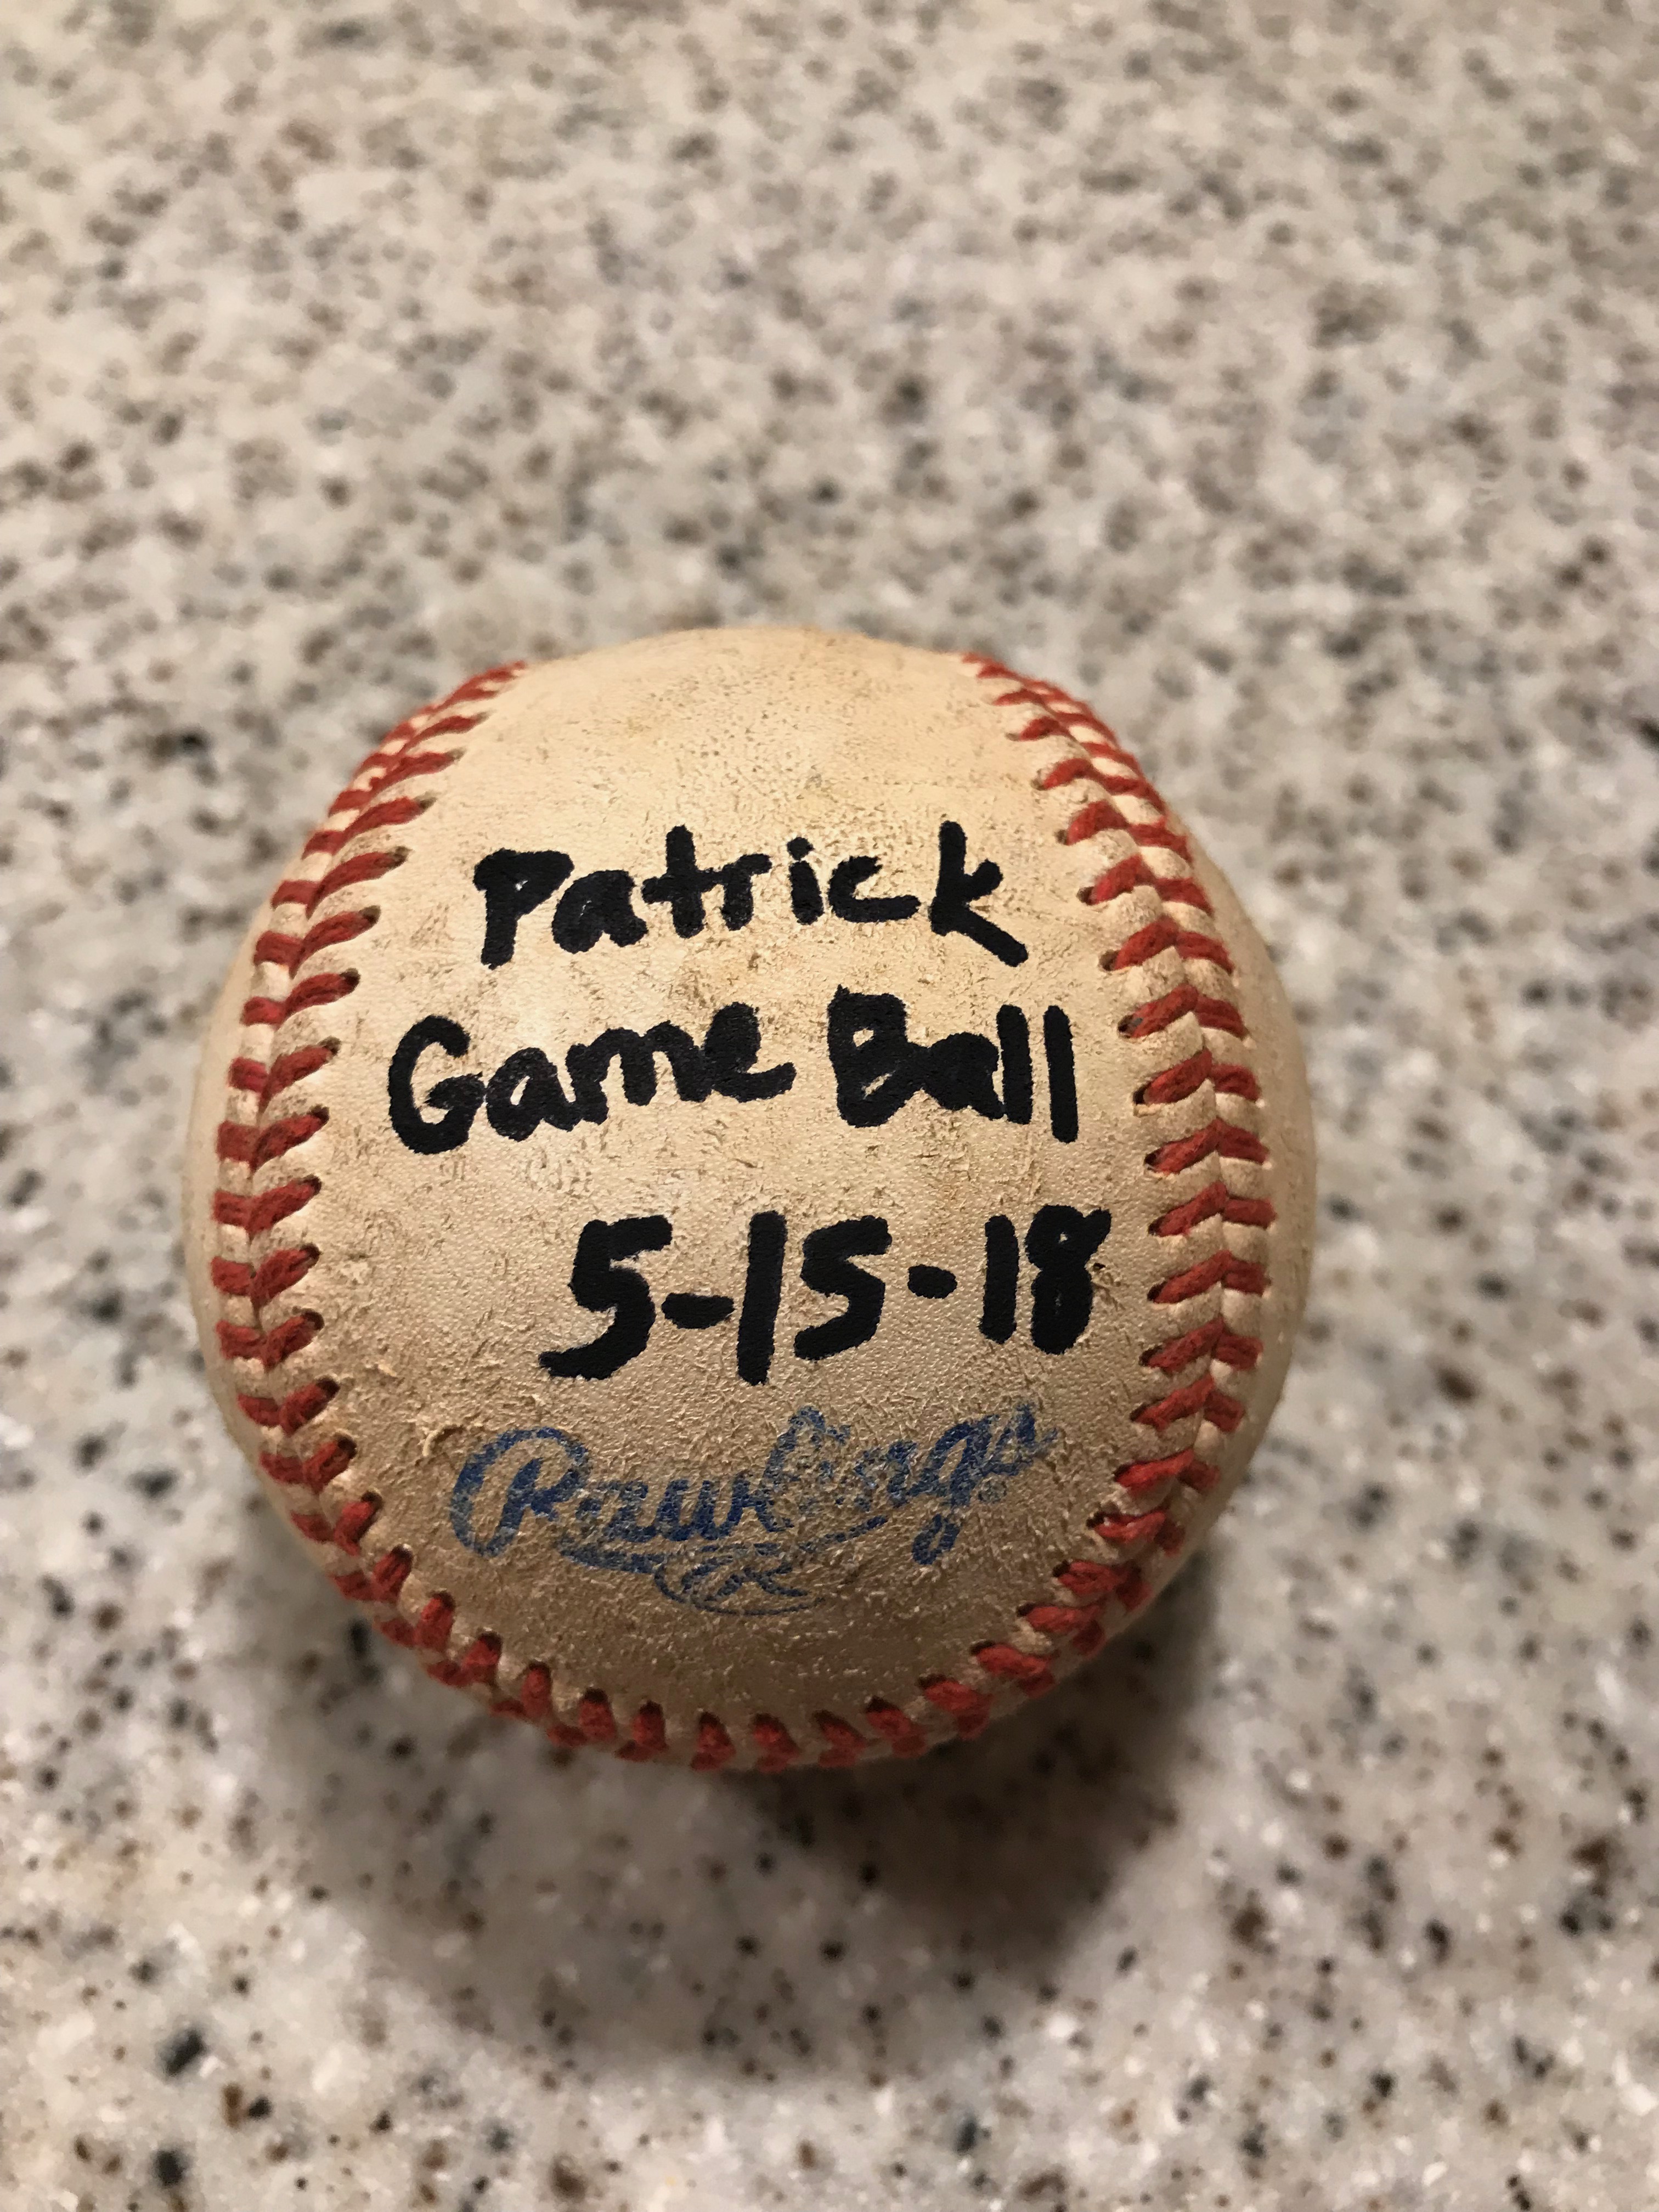 Patrick
Game Ball
5-15-18
Rawlings
R